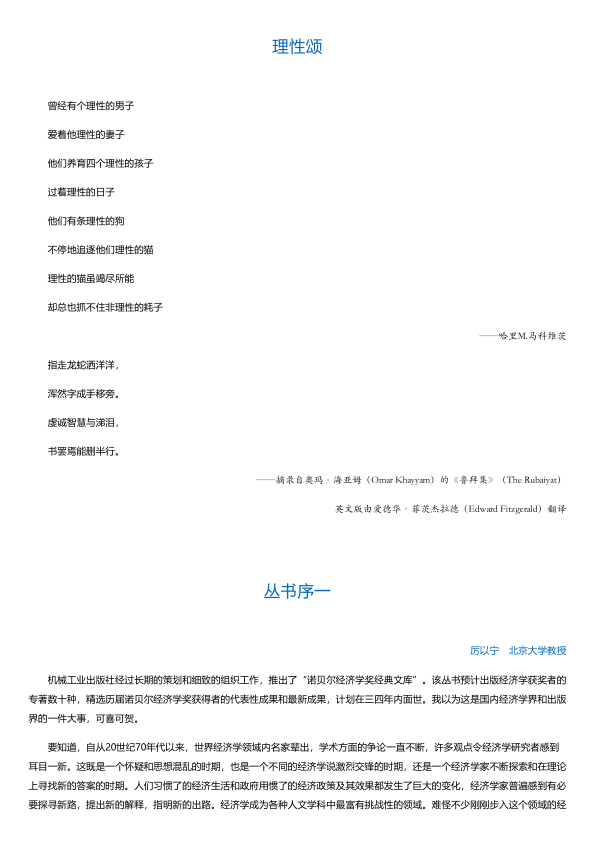 理性颂
曾经有个理性的男子
爱着他理性的妻子
他们养育四个理性的孩子
过着理性的日子
他们有条理性的狗
不停地追逐他们理性的猫
理性的猫虽竭尽所能
却总也抓不住非理性的耗子
——哈里M.马科维茨
指走龙蛇洒洋洋，
浑然字成手移旁。
虔诚智慧与涕泪，
书罢焉能删半行。
——摘录自奥玛·海亚姆（Omar Khayyam）的《鲁拜集》（The Rubaiyat）
英文版由爱德华·菲茨杰拉德（Edward Fitzgerald）翻译
丛书序一
厉以宁　北京大学教授
机械工业出版社经过长期的策划和细致的组织工作，推出了“诺贝尔经济学奖经典文库”。该丛书预计出版经济学获奖者的
专著数十种，精选历届诺贝尔经济学奖获得者的代表性成果和最新成果，计划在三四年内面世。我以为这是国内经济学界和出版
界的一件大事，可喜可贺。
要知道，自从20世纪70年代以来，世界经济学领域内名家辈出，学术方面的争论一直不断，许多观点令经济学研究者感到
耳目一新。这既是一个怀疑和思想混乱的时期，也是一个不同的经济学说激烈交锋的时期，还是一个经济学家不断探索和在理论
上寻找新的答案的时期。人们习惯了的经济生活和政府用惯了的经济政策及其效果都发生了巨大的变化，经济学家普遍感到有必
要探寻新路，提出新的解释，指明新的出路。经济学成为各种人文学科中最富有挑战性的领域。难怪不少刚刚步入这个领域的经